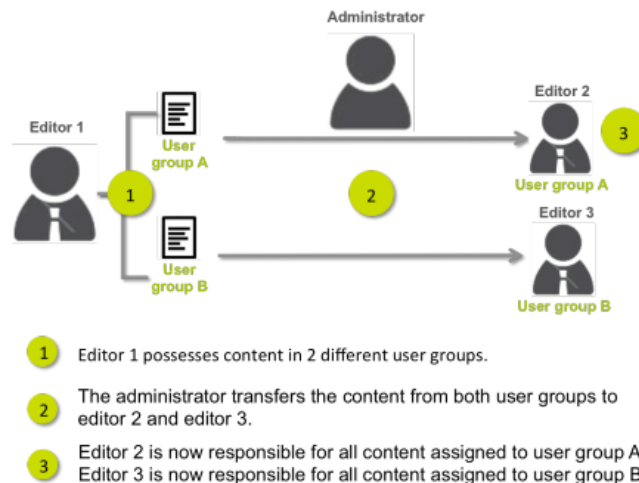 Administrator
Editor 1
Editor 2
User
group A
1
2
3
User group A
Editor 3
User
group B
User group B
1 Editor 1 possesses content in 2 different user groups.
2 The administrator transfers the content from both user groups to
editor 2 and editor 3.
3 Editor 2 is now responsible for all content assigned to user group A
Editor 3 is now responsible for all content assigned to user group B